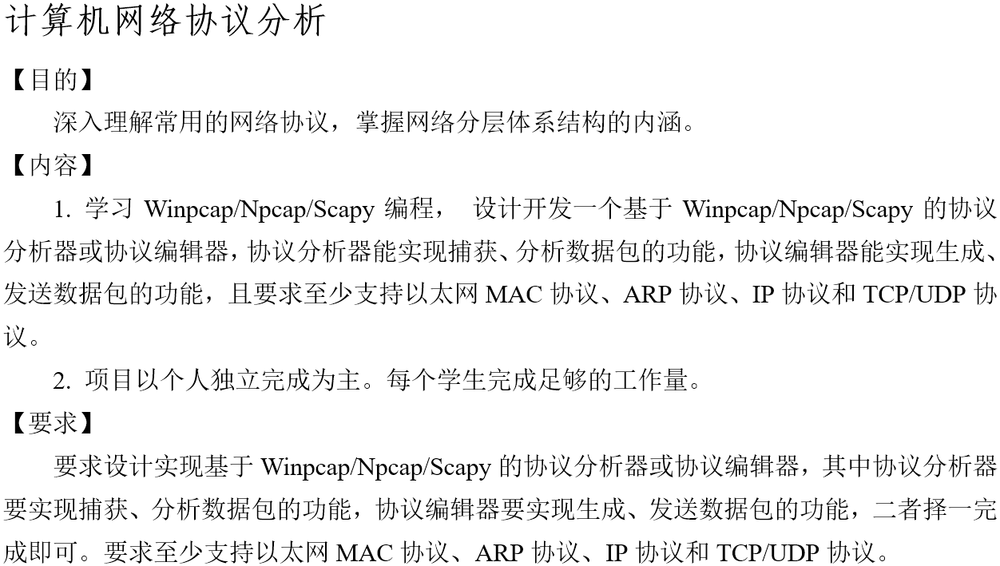 计算机网络协议分析
【目的】
深入理解常用的网络协议，掌握网络分层体系结构的内涵。
【内容】
1. 学习 Winpcap/Npcap/Scapy 编程， 设计开发一个基于 Winpcap/Npcap/Scapy 的协议
分析器或协议编辑器，协议分析器能实现捕获、分析数据包的功能，协议编辑器能实现生成、
发送数据包的功能，且要求至少支持以太网 MAC 协议、ARP 协议、IP 协议和 TCP/UDP 协
议。
2. 项目以个人独立完成为主。每个学生完成足够的工作量。
【要求】
要求设计实现基于 Winpcap/Npcap/Scapy 的协议分析器或协议编辑器，其中协议分析器
要实现捕获、分析数据包的功能，协议编辑器要实现生成、发送数据包的功能，二者择一完
成即可。要求至少支持以太网 MAC 协议、ARP 协议、IP 协议和 TCP/UDP 协议。